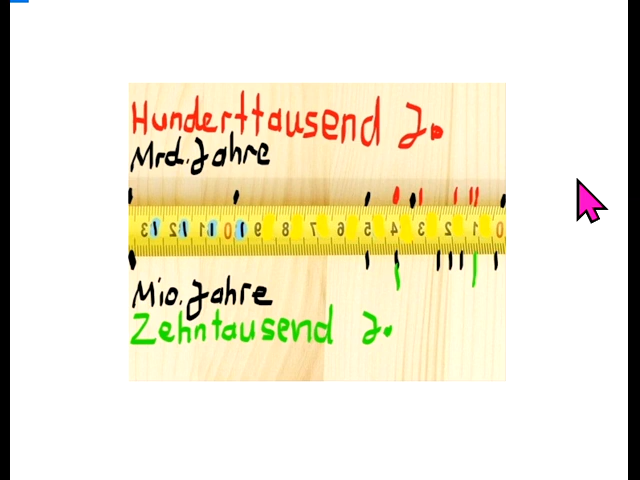 Hunderttausend J.
Mrd. Jahre
13 12 11 10 9 8 7 6 5 4 3 2 1 0
Mio. Jahre
Zehntausend J.